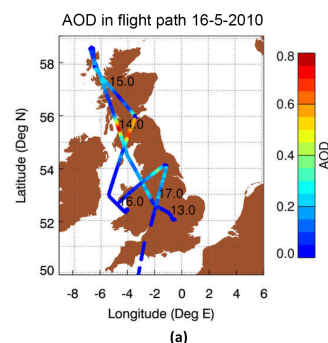 AOD in flight path 16-5-2010
Latitude (Deg N)
58
56
54
52
50
15.0
14.0
17.0
16.0
13.0
-8 -6 -4 -2 0 2 4 6
Longitude (Deg E)
0.8
0.6
0.4
0.2
0.0
AOD
(a)